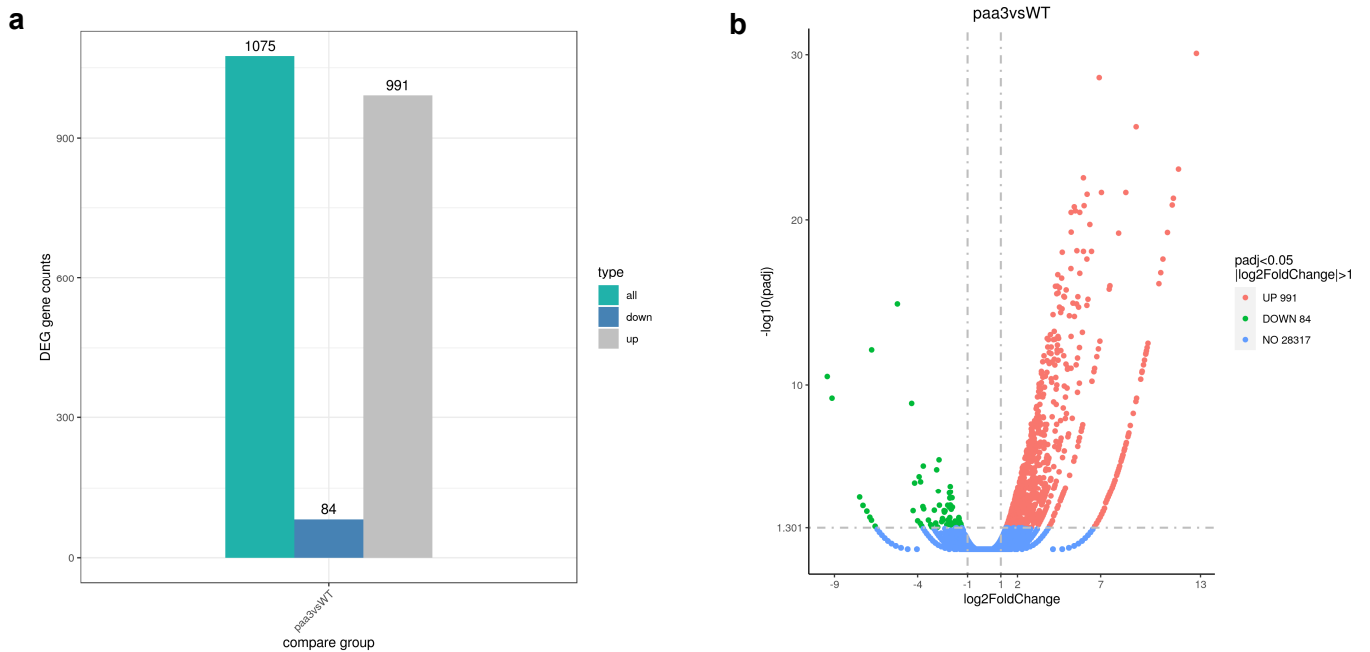 a
1075
991
84
900
600
300
0
DEG gene counts
paa3vsWT
compare group
type
all
down
up
b
paa3vsWT
30
20
10
1.301
-log10(padj)
-9
-4
-1
1
2
7
13
log2FoldChange
padj<0.05
|log2FoldChange|>1
UP 991
DOWN 84
NO 28317